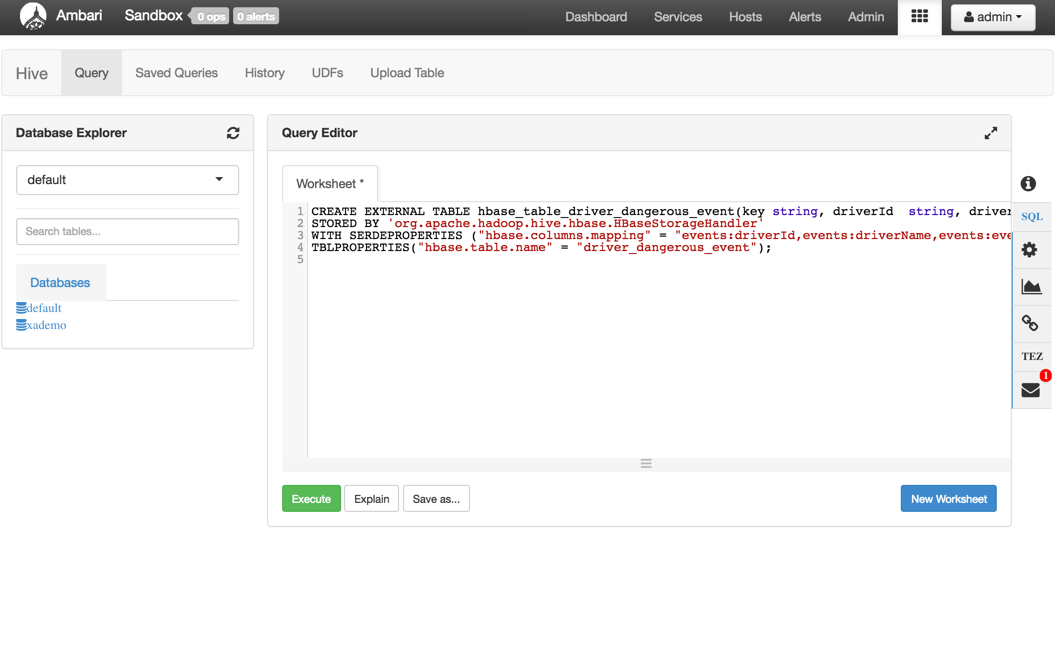 Ambari Sandbox 0 ops 0 alerts Dashboard Services Hosts Alerts Admin admin
Hive Query Saved Queries History UDFs Upload Table
Database Explorer
default
Search tables...
Databases
default
xademo
Query Editor
Worksheet *
1 CREATE EXTERNAL TABLE hbase_table_driver_dangerous_event(key string, driverId string, driver
2 STORED BY 'org.apache.hadoop.hive.hbase.HBaseStorageHandler'
3 WITH SERDEPROPERTIES ("hbase.columns.mapping" = "events:driverId,events:driverName,events:eve
4 TBLPROPERTIES("hbase.table.name" = "driver_dangerous_event");
5
Execute Explain Save as... New Worksheet
SQL
TEZ
1